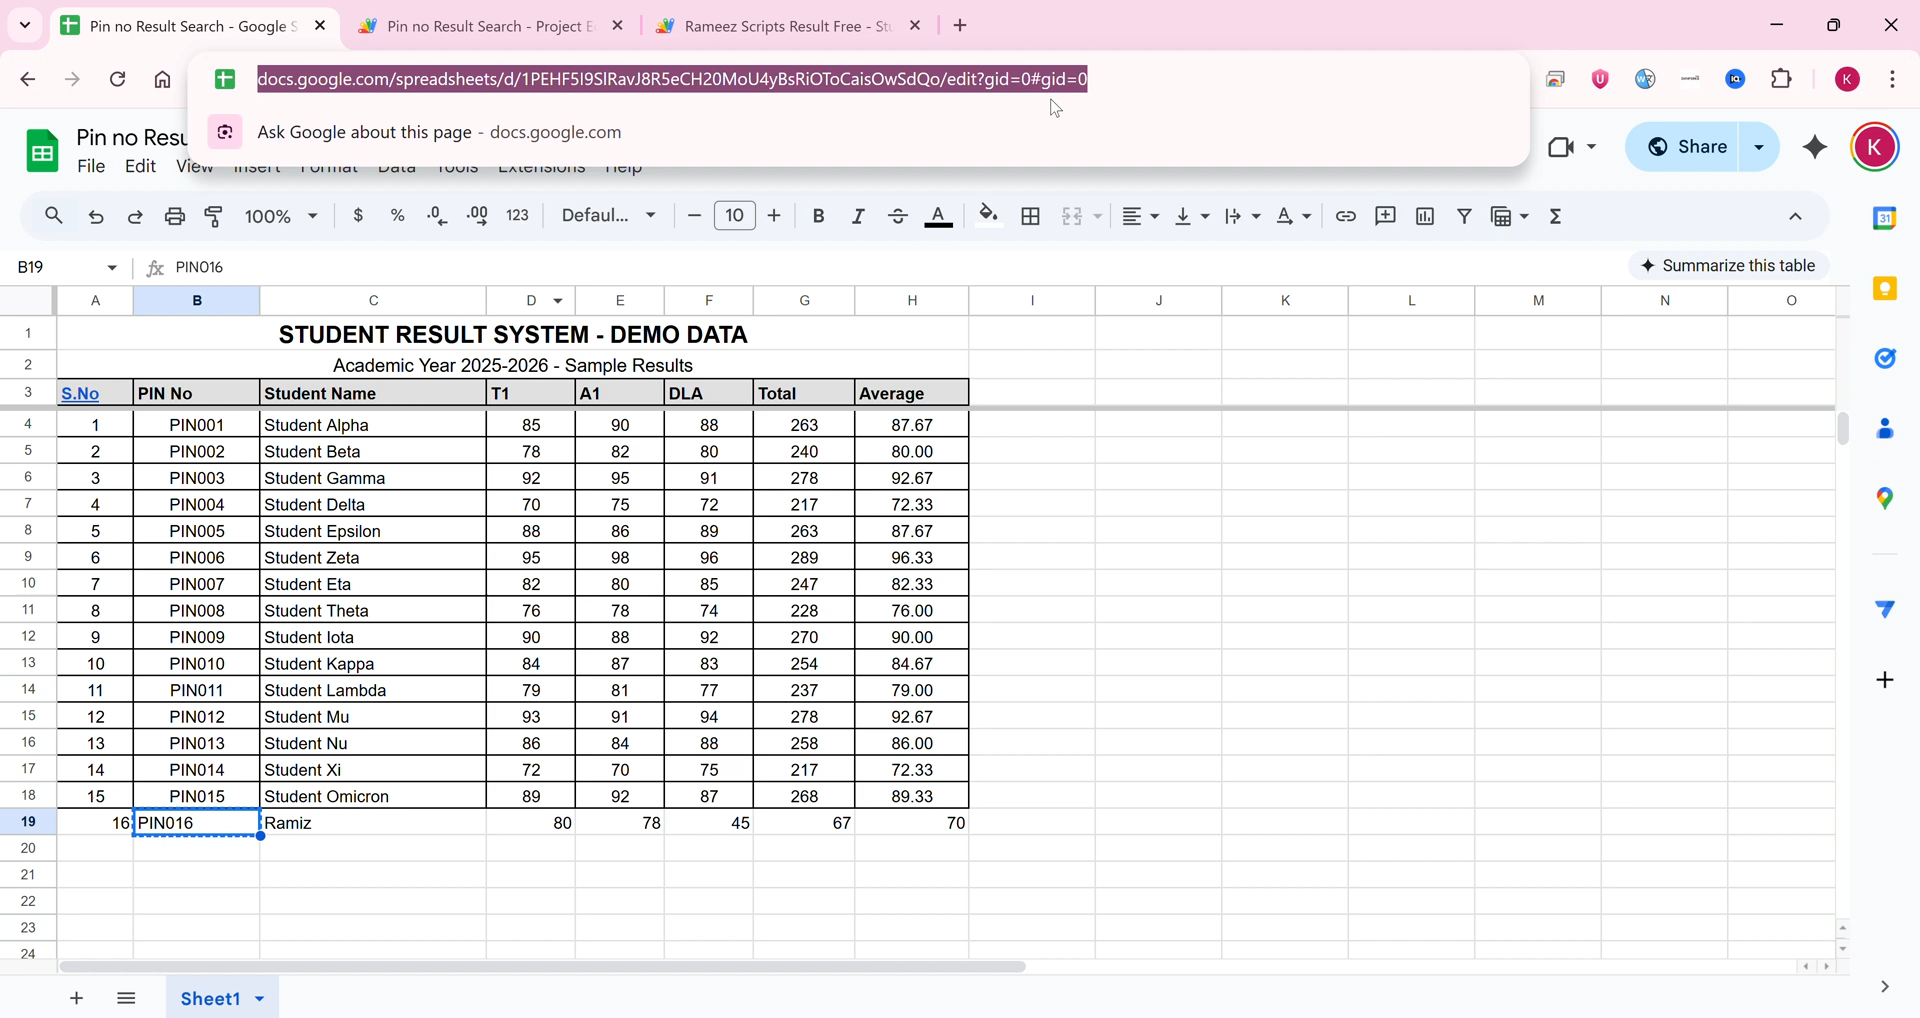 Pin no Result Search - Google S
Pin no Result Search - Project E
Rameez Scripts Result Free - Stu
docs.google.com/spreadsheets/d/1PEHF5I9SIRavJ8R5eCH20MoU4yBsRiOToCaisOwSdQo/edit?gid=0#gid=0
Ask Google about this page - docs.google.com
K
Pin no Resu
File Edit View Insert Format Data Tools Extensions Help
Share
K
100% $ % .0 .00 123 Defaul... 10 B I A
31
B19 fx PIN016
Summarize this table
A B C D E F G H I J K L M N O
1 STUDENT RESULT SYSTEM - DEMO DATA
2 Academic Year 2025-2026 - Sample Results
3 S.No PIN No Student Name T1 A1 DLA Total Average
4 1 PIN001 Student Alpha 85 90 88 263 87.67
5 2 PIN002 Student Beta 78 82 80 240 80.00
6 3 PIN003 Student Gamma 92 95 91 278 92.67
7 4 PIN004 Student Delta 70 75 72 217 72.33
8 5 PIN005 Student Epsilon 88 86 89 263 87.67
9 6 PIN006 Student Zeta 95 98 96 289 96.33
10 7 PIN007 Student Eta 82 80 85 247 82.33
11 8 PIN008 Student Theta 76 78 74 228 76.00
12 9 PIN009 Student Iota 90 88 92 270 90.00
13 10 PIN010 Student Kappa 84 87 83 254 84.67
14 11 PIN011 Student Lambda 79 81 77 237 79.00
15 12 PIN012 Student Mu 93 91 94 278 92.67
16 13 PIN013 Student Nu 86 84 88 258 86.00
17 14 PIN014 Student Xi 72 70 75 217 72.33
18 15 PIN015 Student Omicron 89 92 87 268 89.33
19 16 PIN016 Ramiz 80 78 45 67 70
20
21
22
23
24
Sheet1